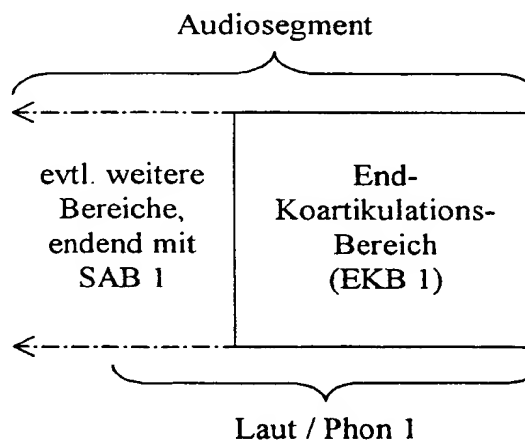 Audiosegment
evtl. weitere
Bereiche,
endend mit
SAB 1
End-
Koartikulations-
Bereich
(EKB 1)
Laut / Phon 1